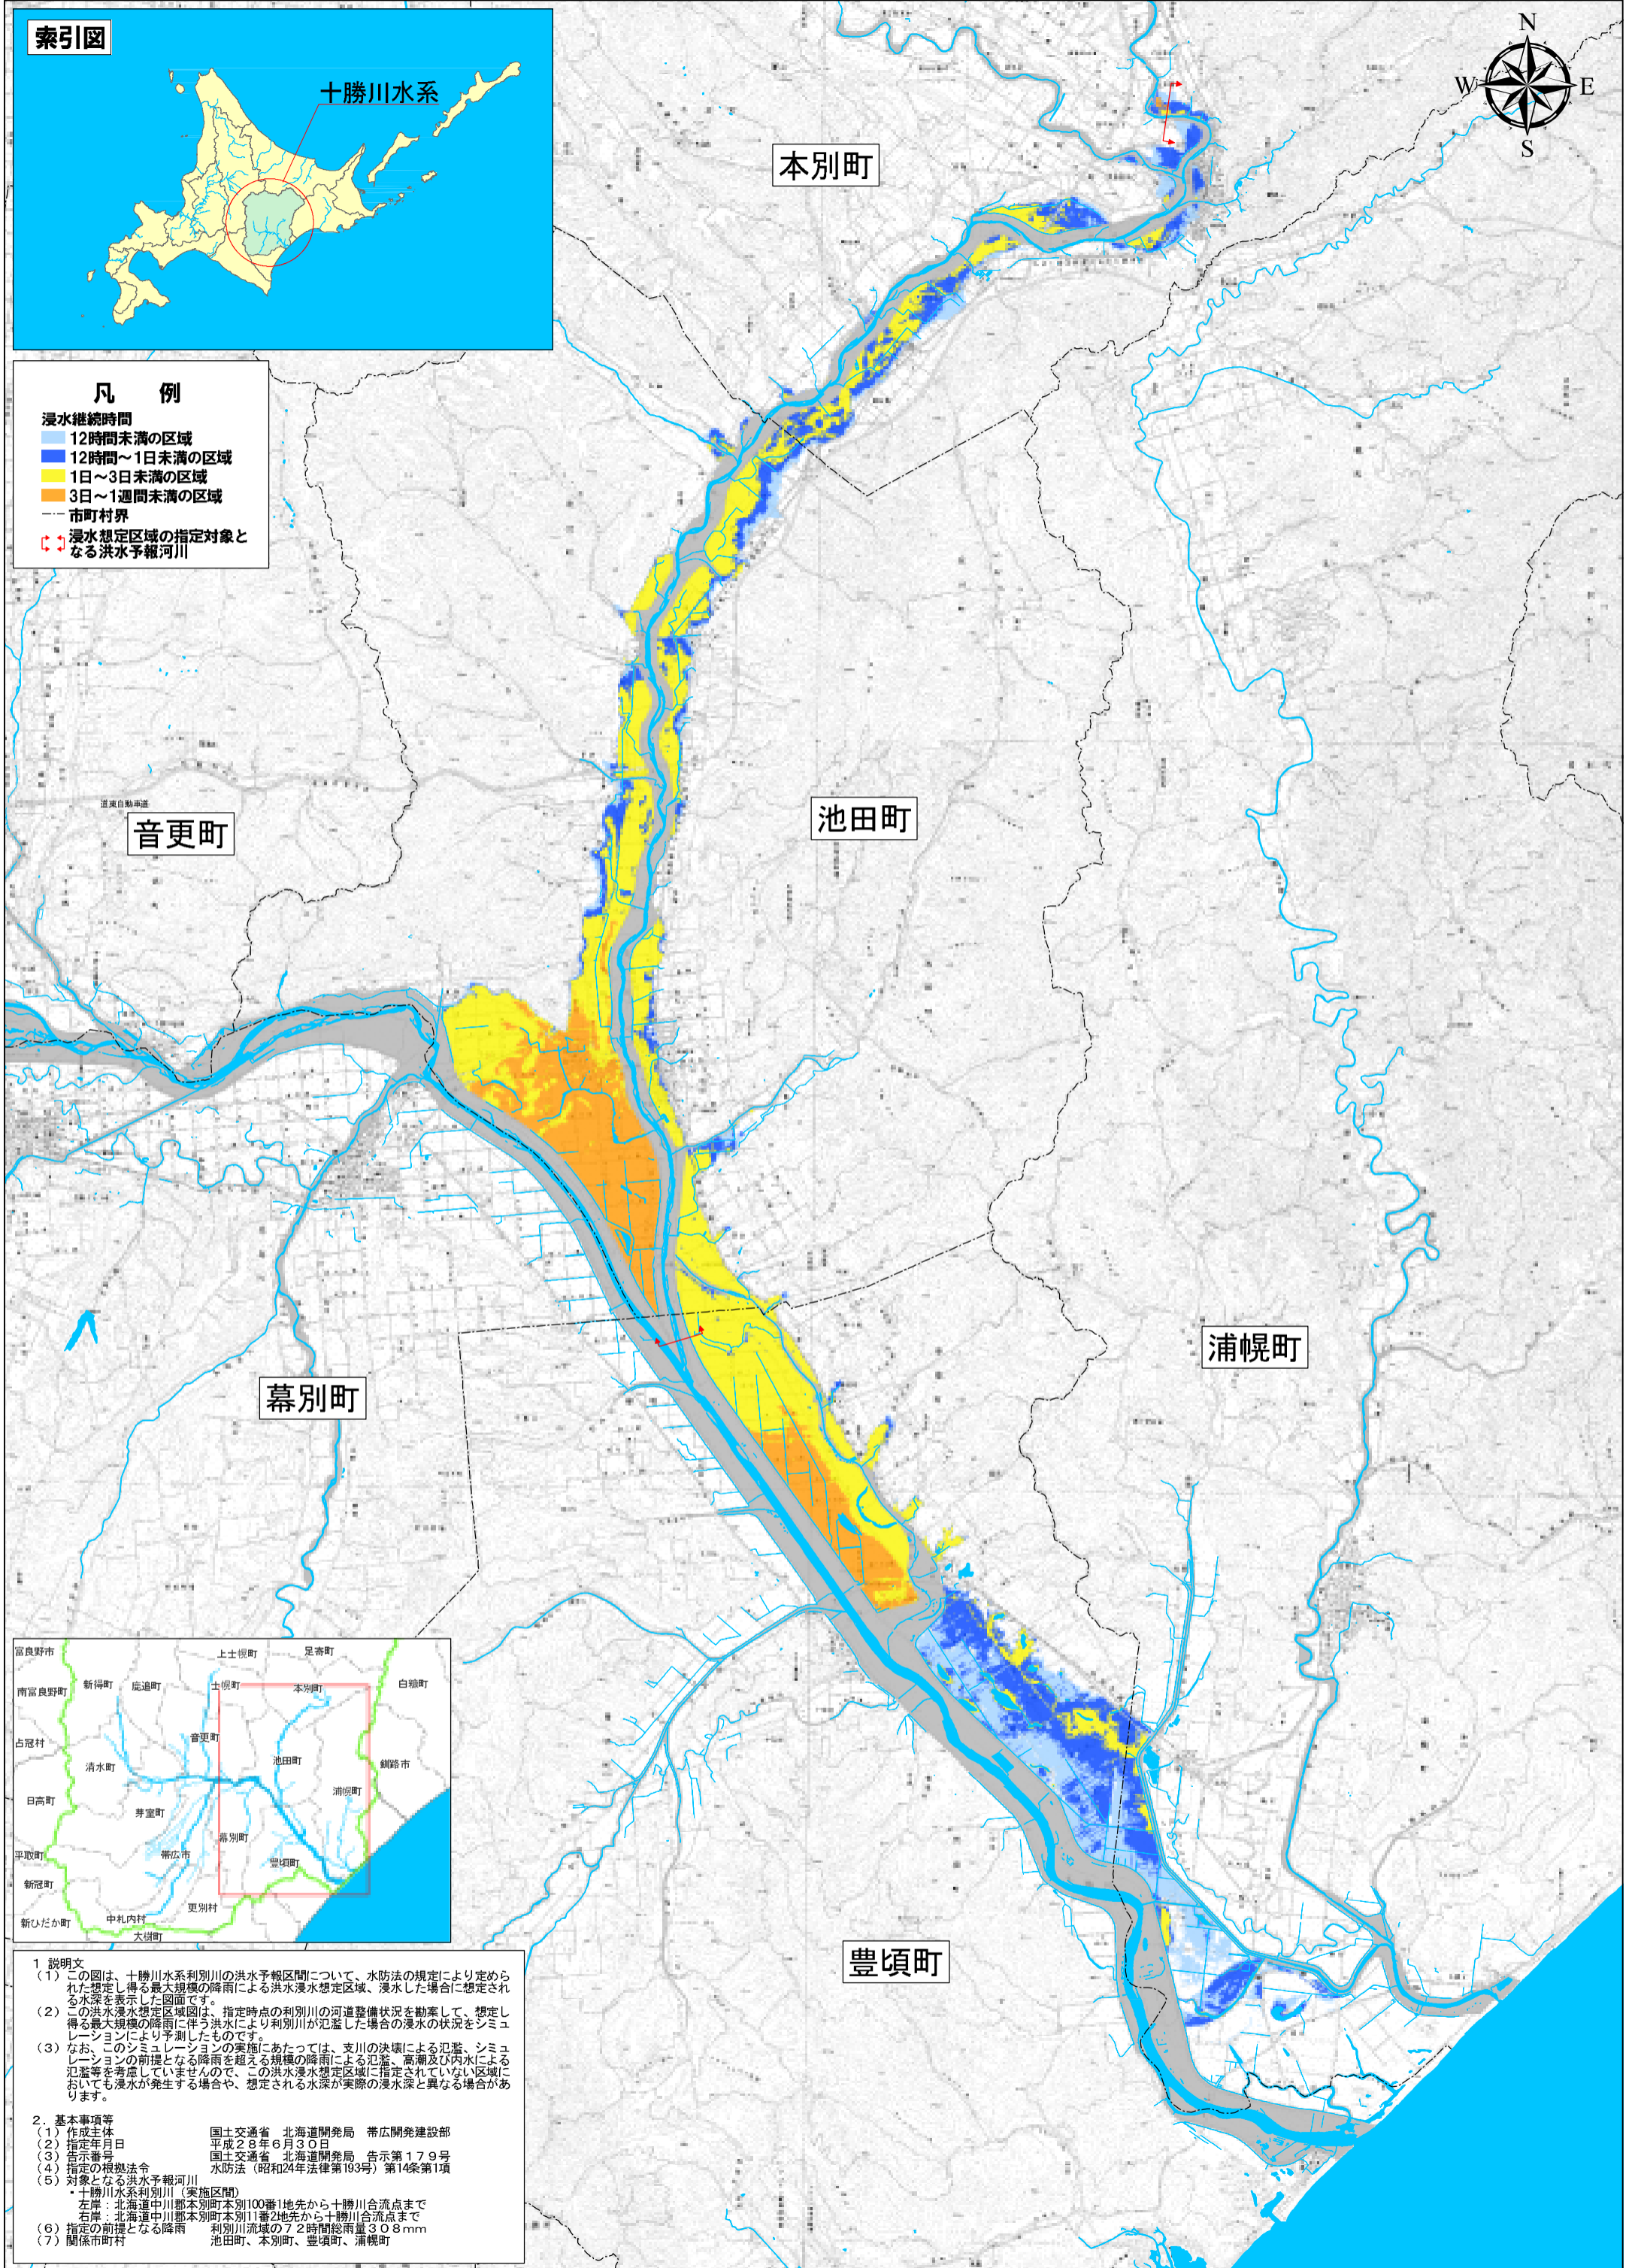 索引図
十勝川水系
N
W
E
S
本別町
凡　例
浸水継続時間
12時間未満の区域
12時間～1日未満の区域
1日～3日未満の区域
3日～1週間未満の区域
市町村界
浸水想定区域の指定対象と
なる洪水予報河川
道東自動車道
音更町
池田町
浦幌町
幕別町
豊頃町
富良野市
上士幌町
足寄町
南富良野町
新得町
鹿追町
士幌町
本別町
白糠町
占冠村
音更町
清水町
池田町
釧路市
日高町
芽室町
浦幌町
幕別町
平取町
帯広市
豊頃町
新冠町
更別村
新ひだか町
中札内村
大樹町
1 説明文
（1）この図は、十勝川水系利別川の洪水予報区間について、水防法の規定により定めら
れた想定し得る最大規模の降雨による洪水浸水想定区域、浸水した場合に想定され
る水深を表示した図面です。
（2）この洪水浸水想定区域図は、指定時点の利別川の河道整備状況を勘案して、想定し
得る最大規模の降雨に伴う洪水により利別川が氾濫した場合の浸水の状況をシミュ
レーションにより予測したものです。
（3）なお、このシミュレーションの実施にあたっては、支川の決壊による氾濫、シミュ
レーションの前提となる降雨を超える規模の降雨による氾濫、高潮及び内水による
氾濫等を考慮していませんので、この洪水浸水想定区域に指定されていない区域に
おいても浸水が発生する場合や、想定される水深が実際の浸水深と異なる場合があ
ります。
2．基本事項等
（1）作成主体　国土交通省　北海道開発局　帯広開発建設部
（2）指定年月日　平成28年6月30日
（3）告示番号　国土交通省　北海道開発局　告示第179号
（4）指定の根拠法令　水防法（昭和24年法律第193号）第14条第1項
（5）対象となる洪水予報河川
・十勝川水系利別川（実施区間）
左岸：北海道中川郡本別町本別100番1地先から十勝川合流点まで
右岸：北海道中川郡本別町本別11番2地先から十勝川合流点まで
（6）指定の前提となる降雨　利別川流域の72時間総雨量308mm
（7）関係市町村　池田町、本別町、豊頃町、浦幌町